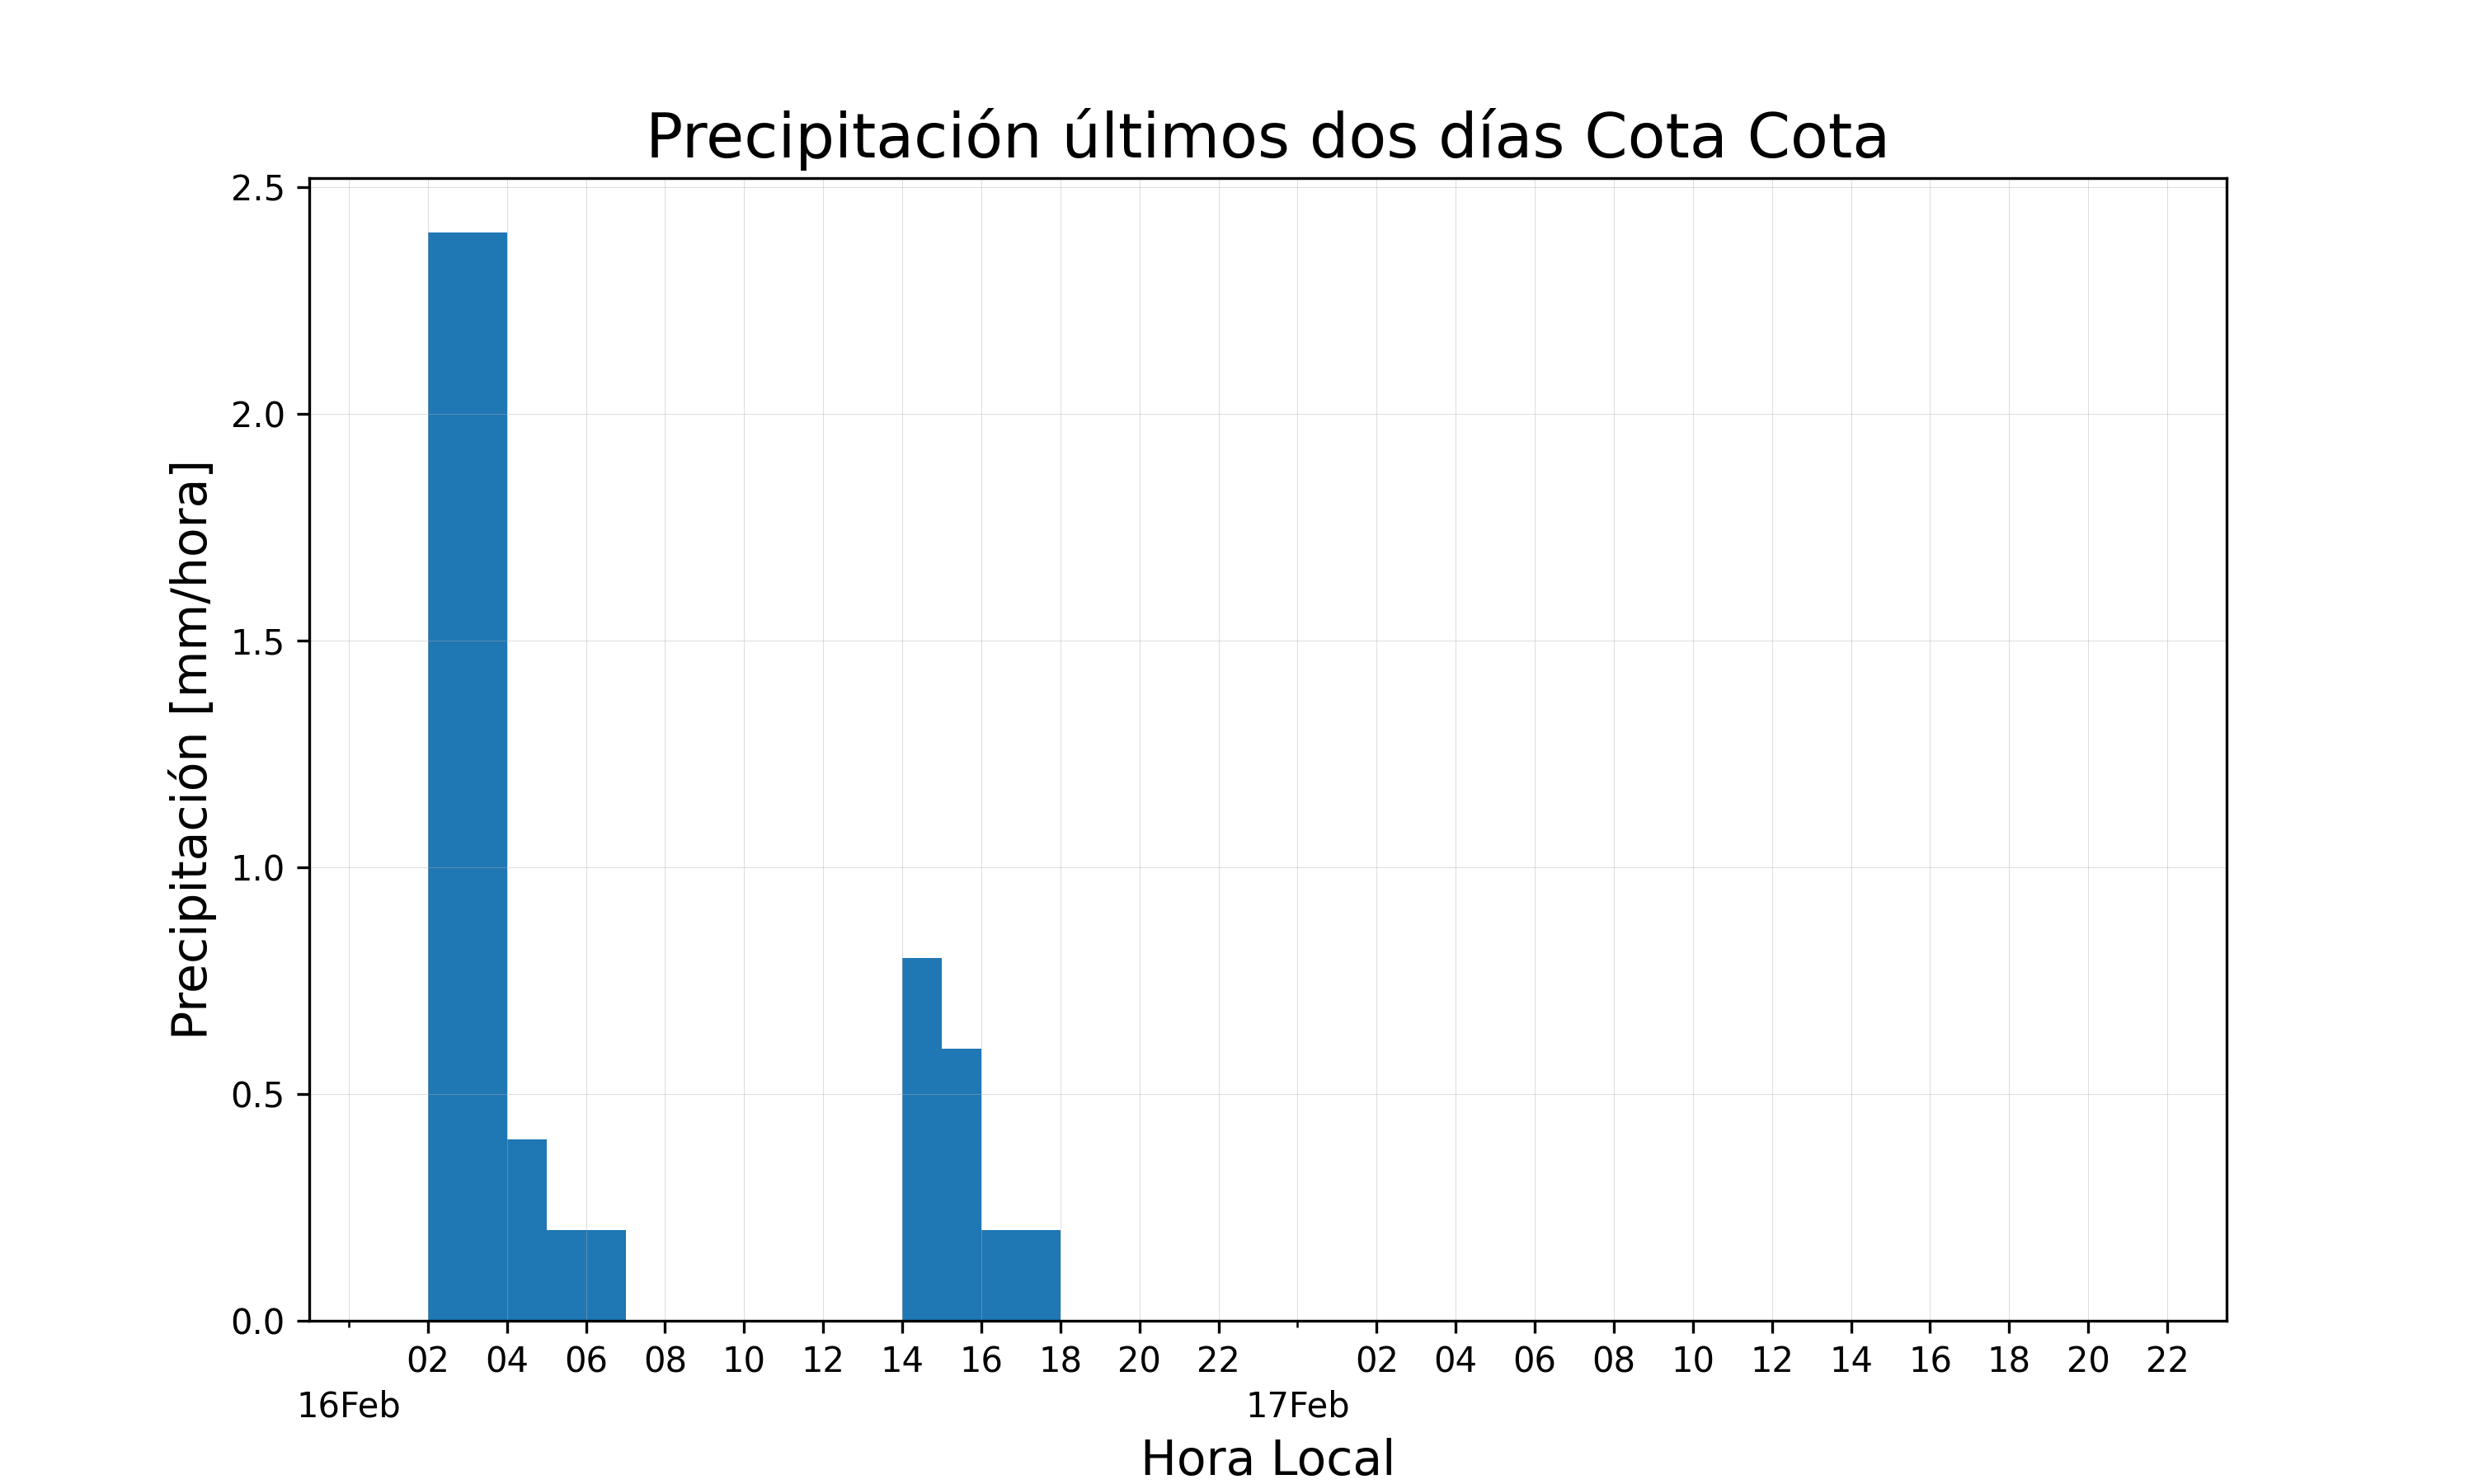 Precipitación últimos dos días Cota Cota
Precipitación [mm/hora]
2.5
2.0
1.5
1.0
0.5
0.0
02 04 06 08 10 12 14 16 18 20 22 02 04 06 08 10 12 14 16 18 20 22
16Feb 17Feb
Hora Local